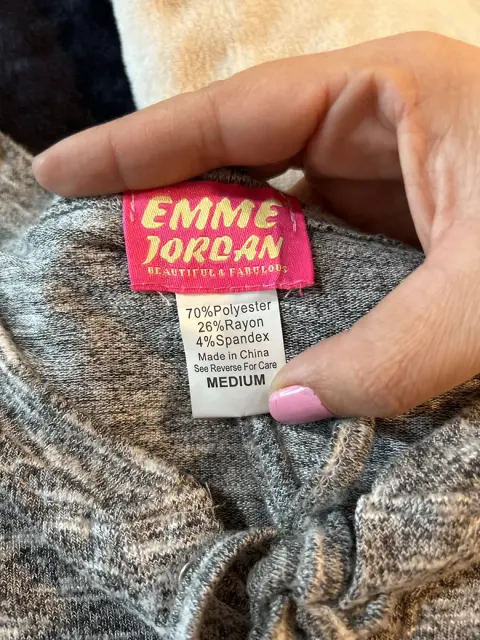 EMME
JORDAN
BEAUTIFUL & FABULOUS
70%Polyester
26%Rayon
4%Spandex
Made in China
See Reverse For Care
MEDIUM